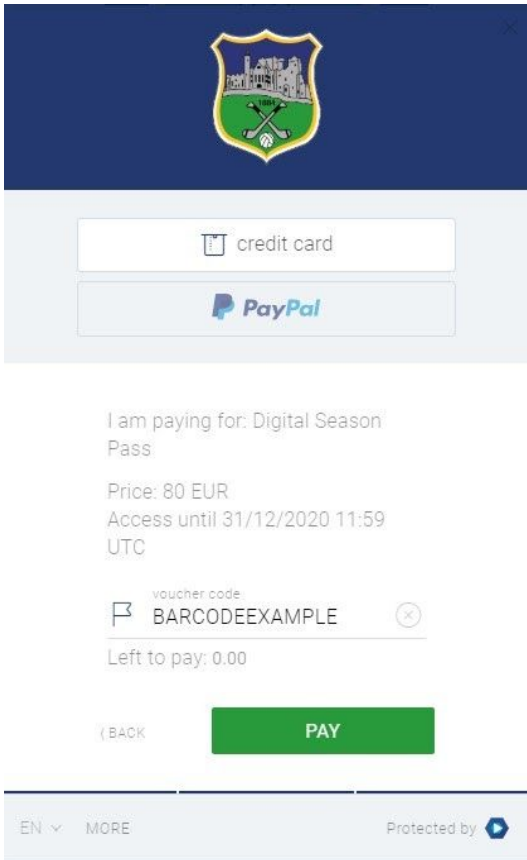 1884
credit card
PayPal
I am paying for: Digital Season
Pass
Price: 80 EUR
Access until 31/12/2020 11:59
UTC
voucher code
BARCODEEXAMPLE
Left to pay: 0.00
⟨ BACK
PAY
EN
MORE
Protected by